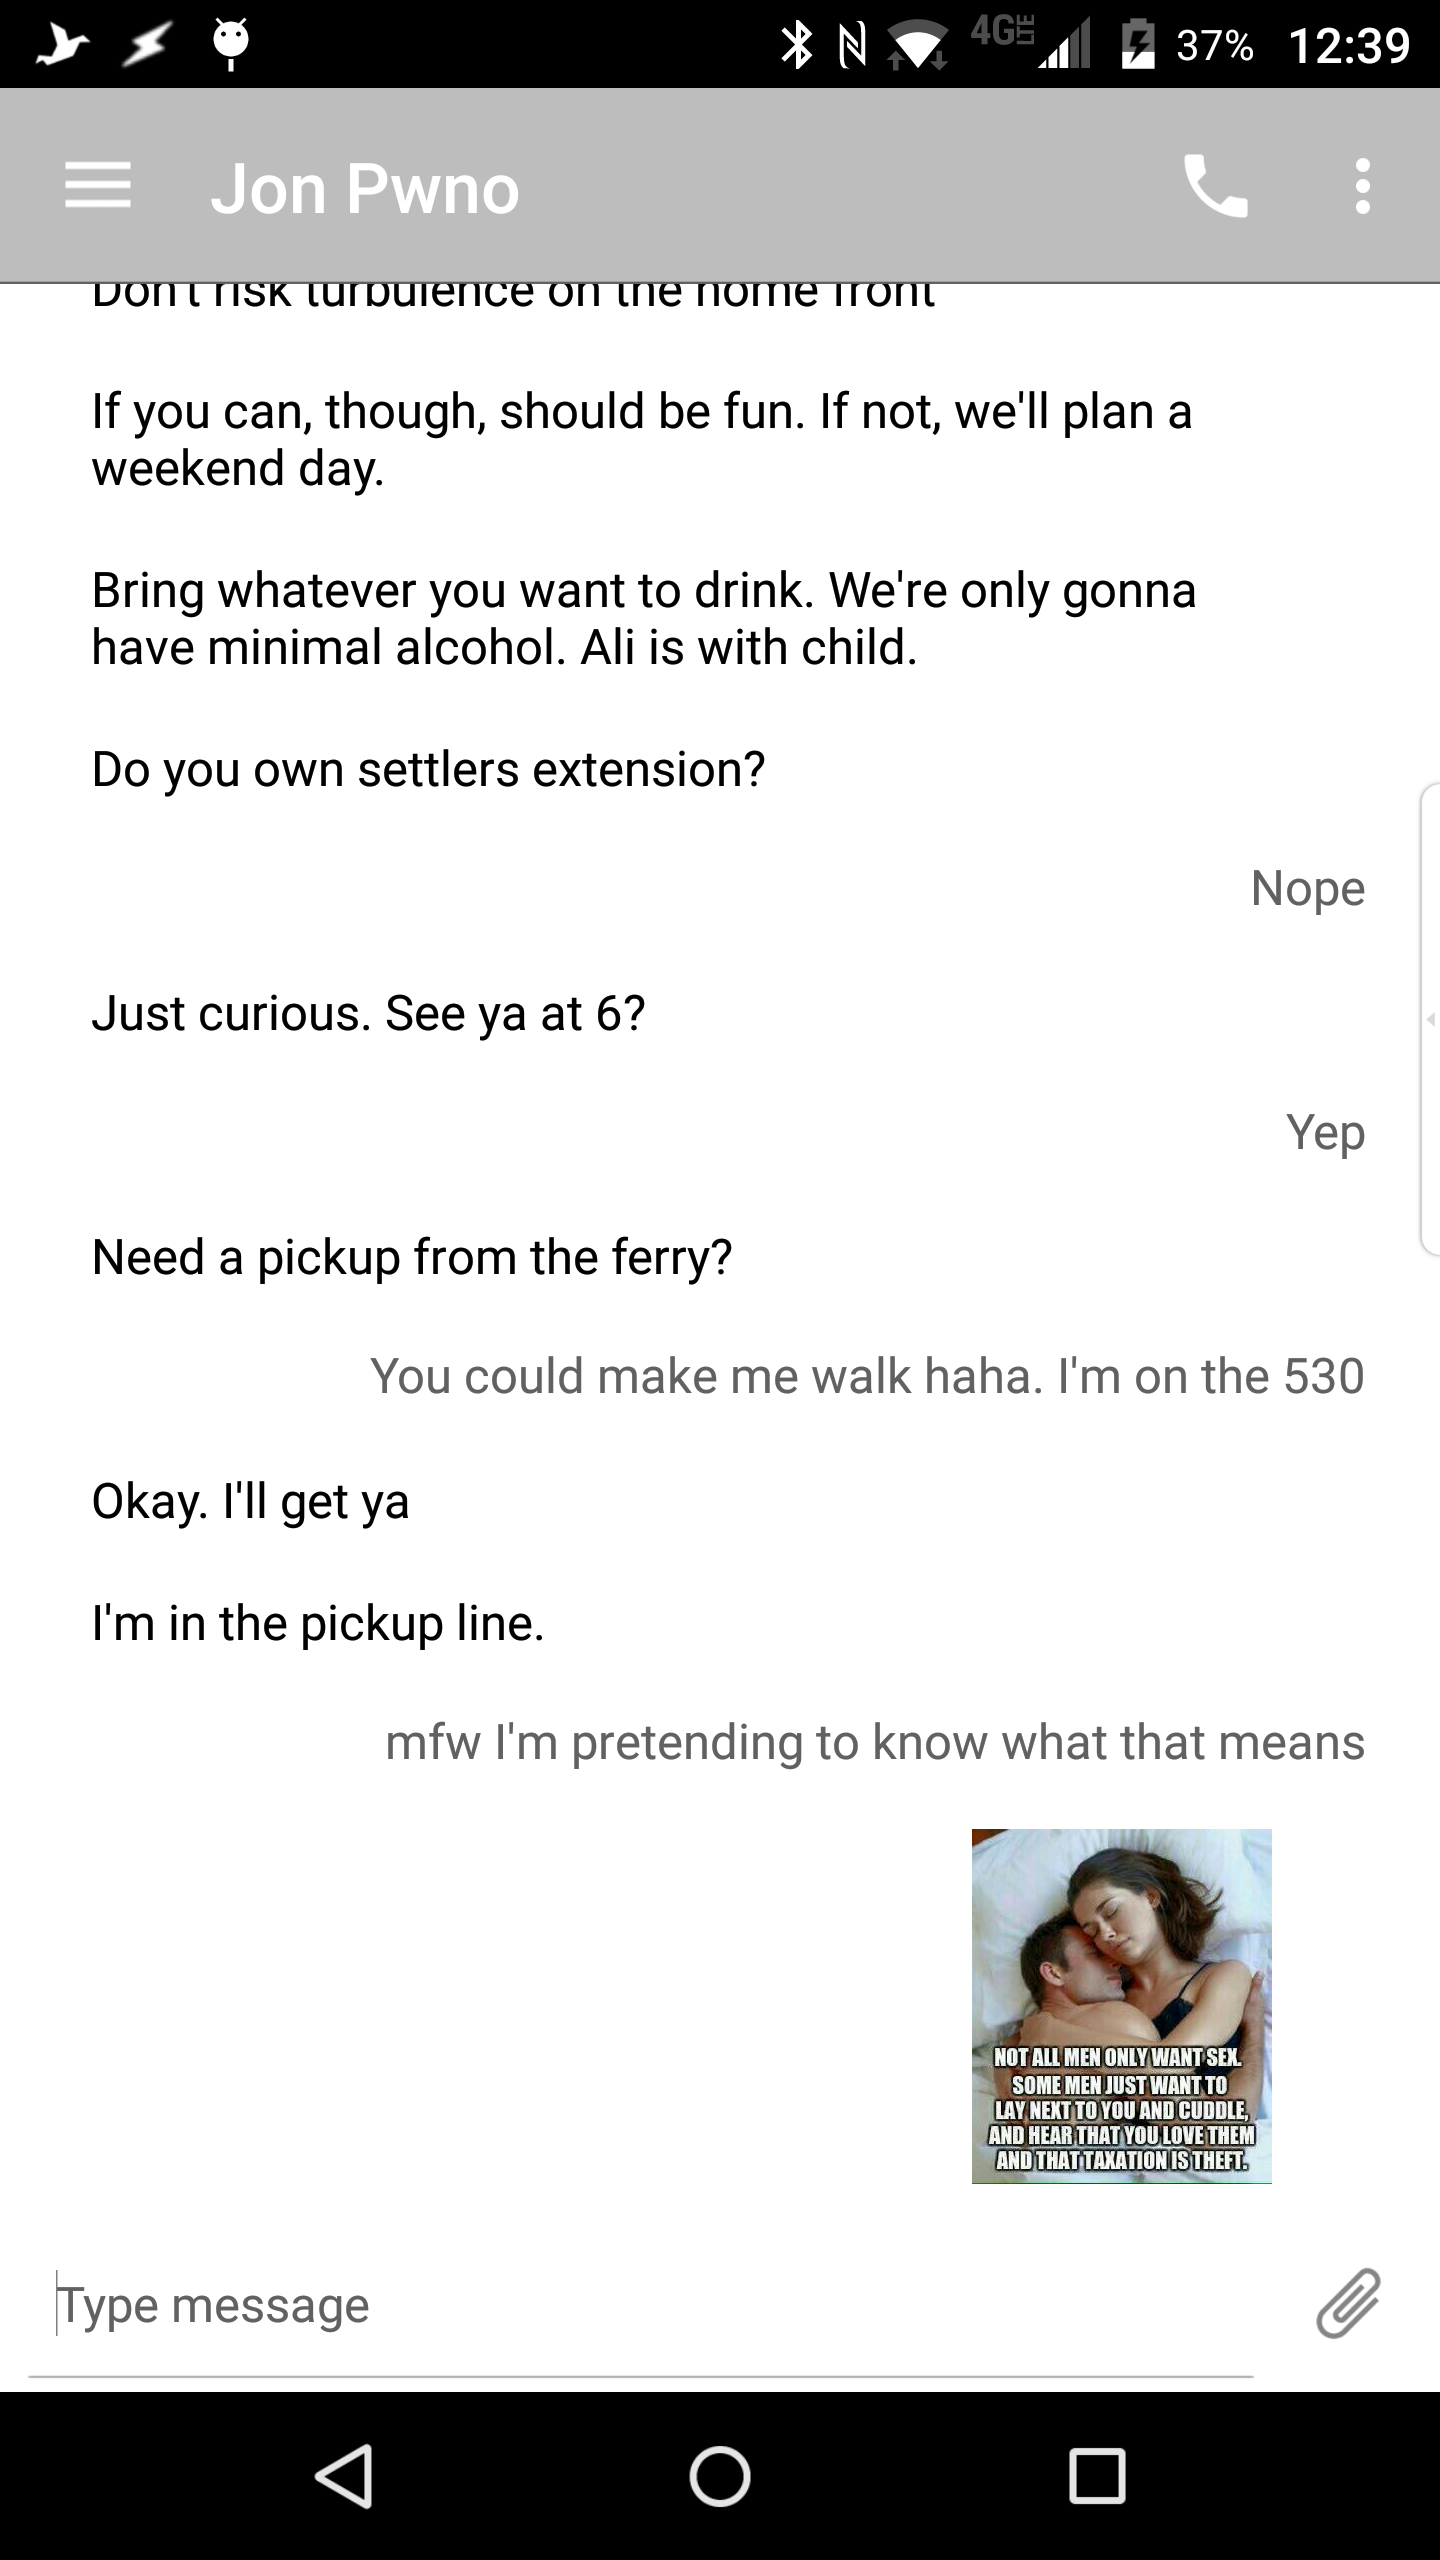 4G LTE 37% 12:39
Jon Pwno
Don't risk turbulence on the home front
If you can, though, should be fun. If not, we'll plan a
weekend day.
Bring whatever you want to drink. We're only gonna
have minimal alcohol. Ali is with child.
Do you own settlers extension?
Nope
Just curious. See ya at 6?
Yep
Need a pickup from the ferry?
You could make me walk haha. I'm on the 530
Okay. I'll get ya
I'm in the pickup line.
mfw I'm pretending to know what that means
NOT ALL MEN ONLY WANT SEX.
SOME MEN JUST WANT TO
LAY NEXT TO YOU AND CUDDLE,
AND HEAR THAT YOU LOVE THEM
AND THAT TAXATION IS THEFT.
Type message